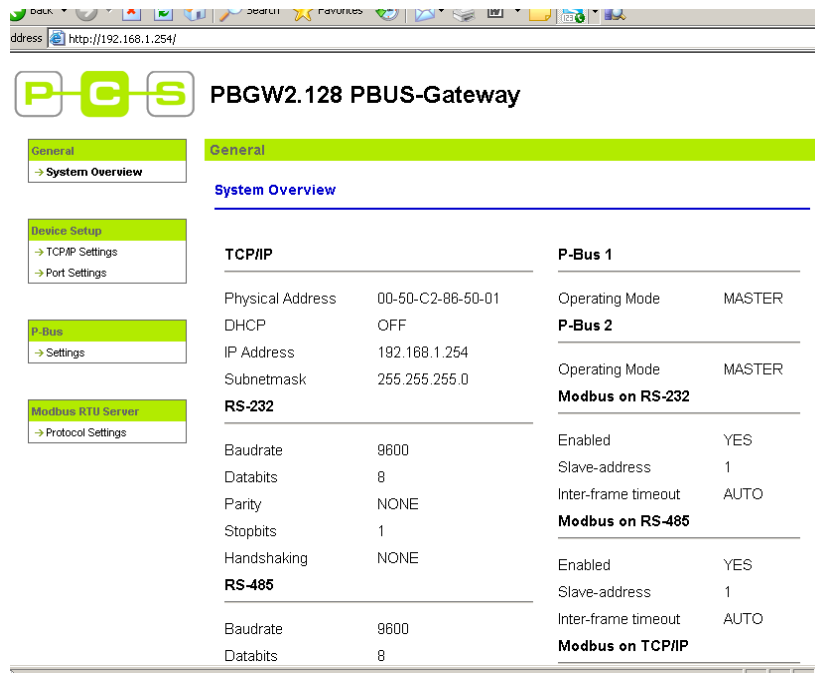 Back Search Favorites
ddress http://192.168.1.254/
P C S PBGW2.128 PBUS-Gateway
General
System Overview
Device Setup
TCP/IP Settings
Port Settings
P-Bus
Settings
Modbus RTU Server
Protocol Settings
General
System Overview
TCP/IP
Physical Address 00-50-C2-86-50-01
DHCP OFF
IP Address 192.168.1.254
Subnetmask 255.255.255.0
RS-232
Baudrate 9600
Databits 8
Parity NONE
Stopbits 1
Handshaking NONE
RS-485
Baudrate 9600
Databits 8
P-Bus 1
Operating Mode MASTER
P-Bus 2
Operating Mode MASTER
Modbus on RS-232
Enabled YES
Slave-address 1
Inter-frame timeout AUTO
Modbus on RS-485
Enabled YES
Slave-address 1
Inter-frame timeout AUTO
Modbus on TCP/IP